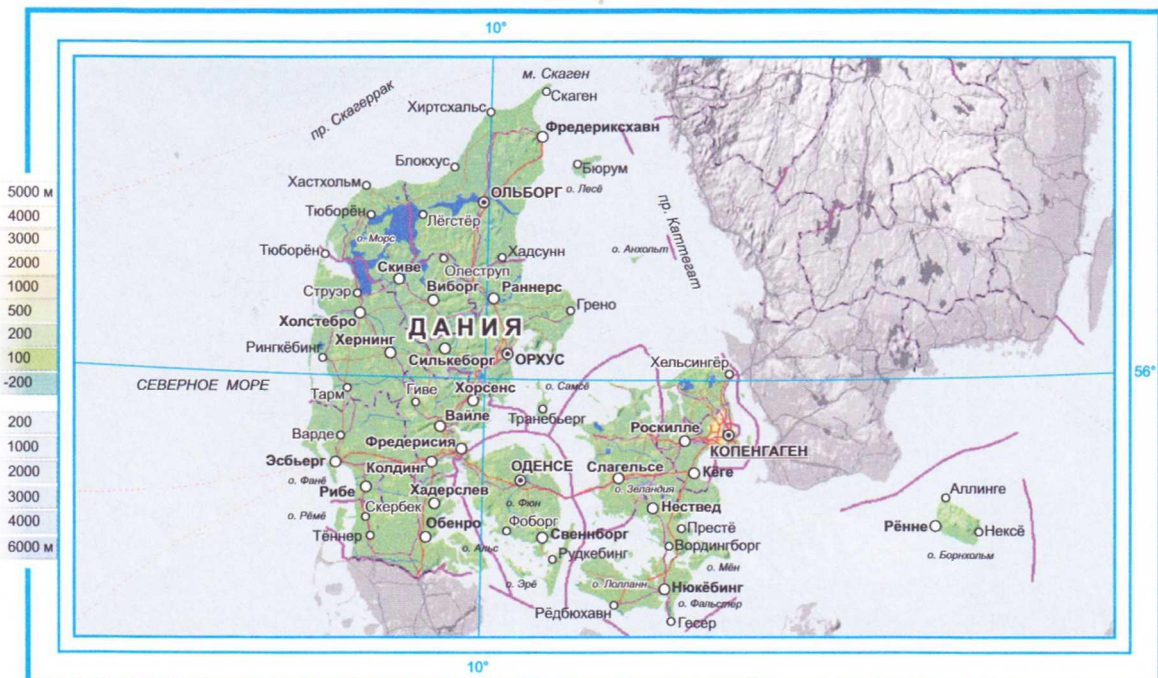 10°
м. Скаген
Скаген
пр. Скагеррак
Хиртсхальс
Фредериксхавн
Блокхус
Бюрум
о. Лесё
Хастхольм
ОЛЬБОРГ
Тюборён
Лёгстёр
пр. Каттегат
о. Морс
Тюборён
Хадсунн
о. Анхольт
Олеструп
Скиве
Струэр
Виборг
Раннерс
Грено
Холстебро
ДАНИЯ
Хернинг
Рингкёбинг
Силькеборг
ОРХУС
Хельсингёр
56°
СЕВЕРНОЕ МОРЕ
Тарм
Гиве
Хорсенс
о. Самсё
Транебьерг
Вайле
Варде
Фредерисия
Роскилле
КОПЕНГАГЕН
Эсбьерг
Колдинг
ОДЕНСЕ
Слагельсе
Кёге
о. Фанё
Рибе
Хадерслев
о. Зеландия
Аллинге
Скербек
о. Фюн
Нествед
о. Рёмё
Обенро
Фоборг
Престё
Рённе
Нексё
Тённер
Свеннборг
Вордингборг
о. Альс
Рудкебинг
о. Борнхольм
о. Мён
о. Эрё
о. Лолланн
Нюкёбинг
Рёдбюхавн
о. Фальстер
Гесер
10°
5000 м
4000
3000
2000
1000
500
200
100
-200
200
1000
2000
3000
4000
6000 м